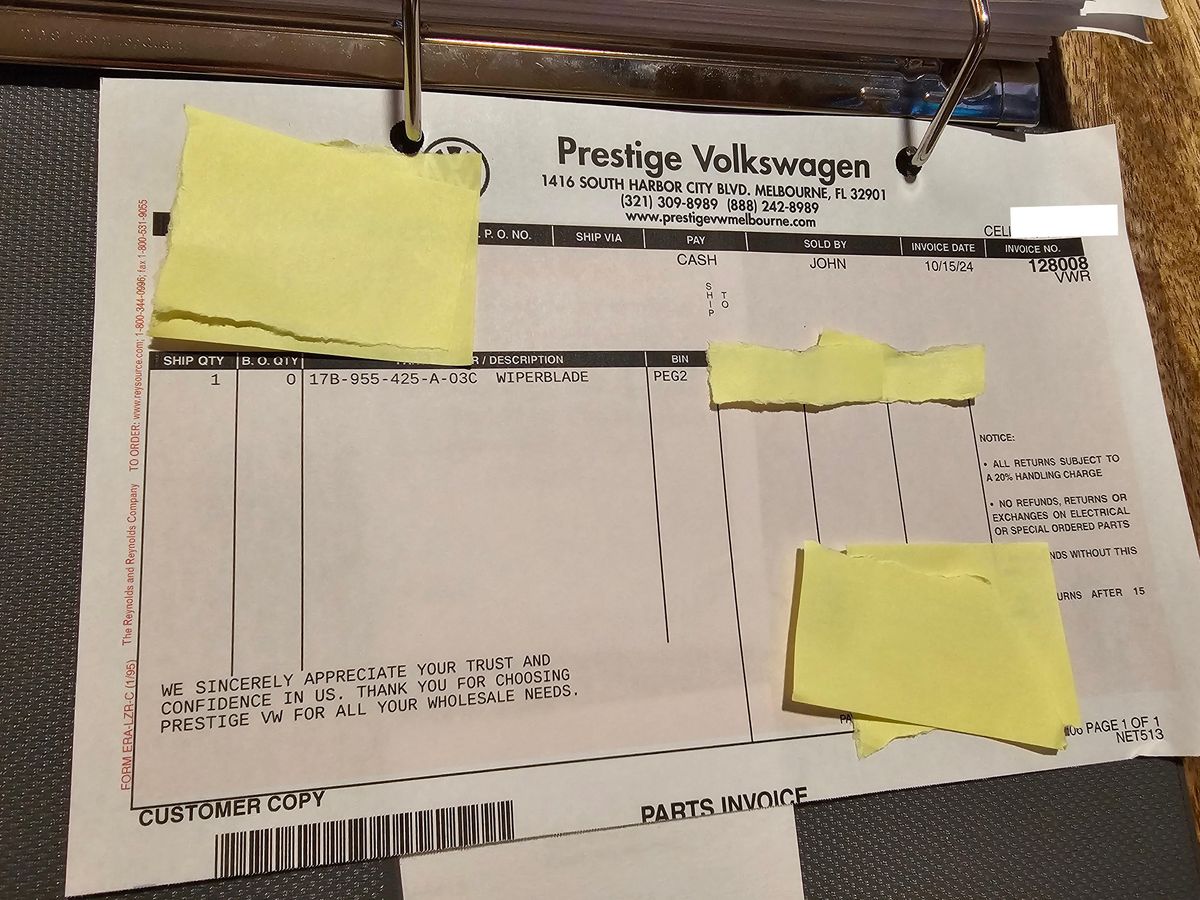 Prestige Volkswagen
1416 SOUTH HARBOR CITY BLVD. MELBOURNE, FL 32901
(321) 309-8989 (888) 242-8989
www.prestigevwmelbourne.com
CEL
P. O. NO. SHIP VIA PAY SOLD BY INVOICE DATE INVOICE NO.
CASH JOHN 10/15/24 128008
VWR
SHIP TO
SHIP QTY B. O. QTY / DESCRIPTION BIN
1 0 17B-955-425-A-03C WIPERBLADE PEG2
NOTICE:
• ALL RETURNS SUBJECT TO
A 20% HANDLING CHARGE
• NO REFUNDS, RETURNS OR
EXCHANGES ON ELECTRICAL
OR SPECIAL ORDERED PARTS
NDS WITHOUT THIS
URNS AFTER 15
WE SINCERELY APPRECIATE YOUR TRUST AND
CONFIDENCE IN US. THANK YOU FOR CHOOSING
PRESTIGE VW FOR ALL YOUR WHOLESALE NEEDS.
PA
PAGE 1 OF 1
NET513
CUSTOMER COPY
PARTS INVOICE
FORM ERA-LZR-C (1/95) The Reynolds and Reynolds Company TO ORDER: www.reysource.com; 1-800-344-0996; fax 1-800-531-9055